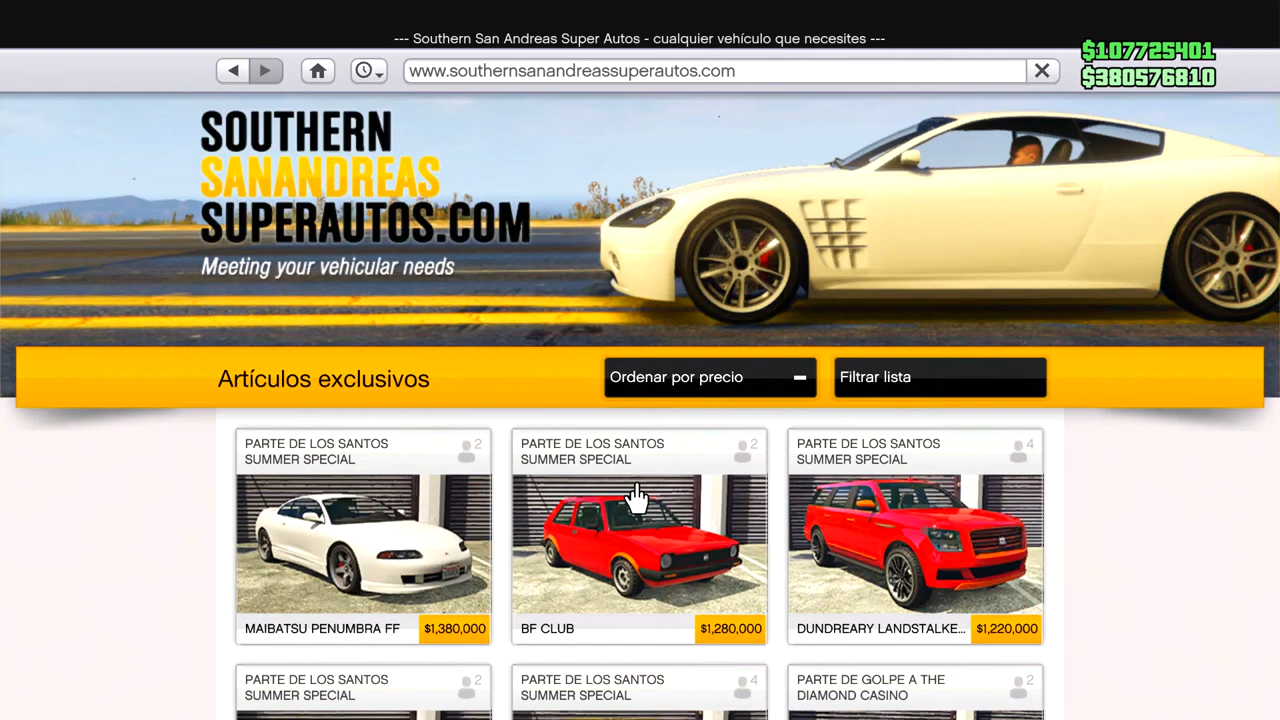 --- Southern San Andreas Super Autos - cualquier vehículo que necesites ---
$107725401
www.southernsanandreassuperautos.com
$380576810
SOUTHERN
SANANDREAS
SUPERAUTOS.COM
Meeting your vehicular needs
Artículos exclusivos
Ordenar por precio
Filtrar lista
PARTE DE LOS SANTOS
SUMMER SPECIAL
2
MAIBATSU PENUMBRA FF
$1,380,000
PARTE DE LOS SANTOS
SUMMER SPECIAL
2
BF CLUB
$1,280,000
PARTE DE LOS SANTOS
SUMMER SPECIAL
4
DUNDREARY LANDSTALKE...
$1,220,000
PARTE DE LOS SANTOS
SUMMER SPECIAL
2
PARTE DE LOS SANTOS
SUMMER SPECIAL
4
PARTE DE GOLPE A THE
DIAMOND CASINO
2